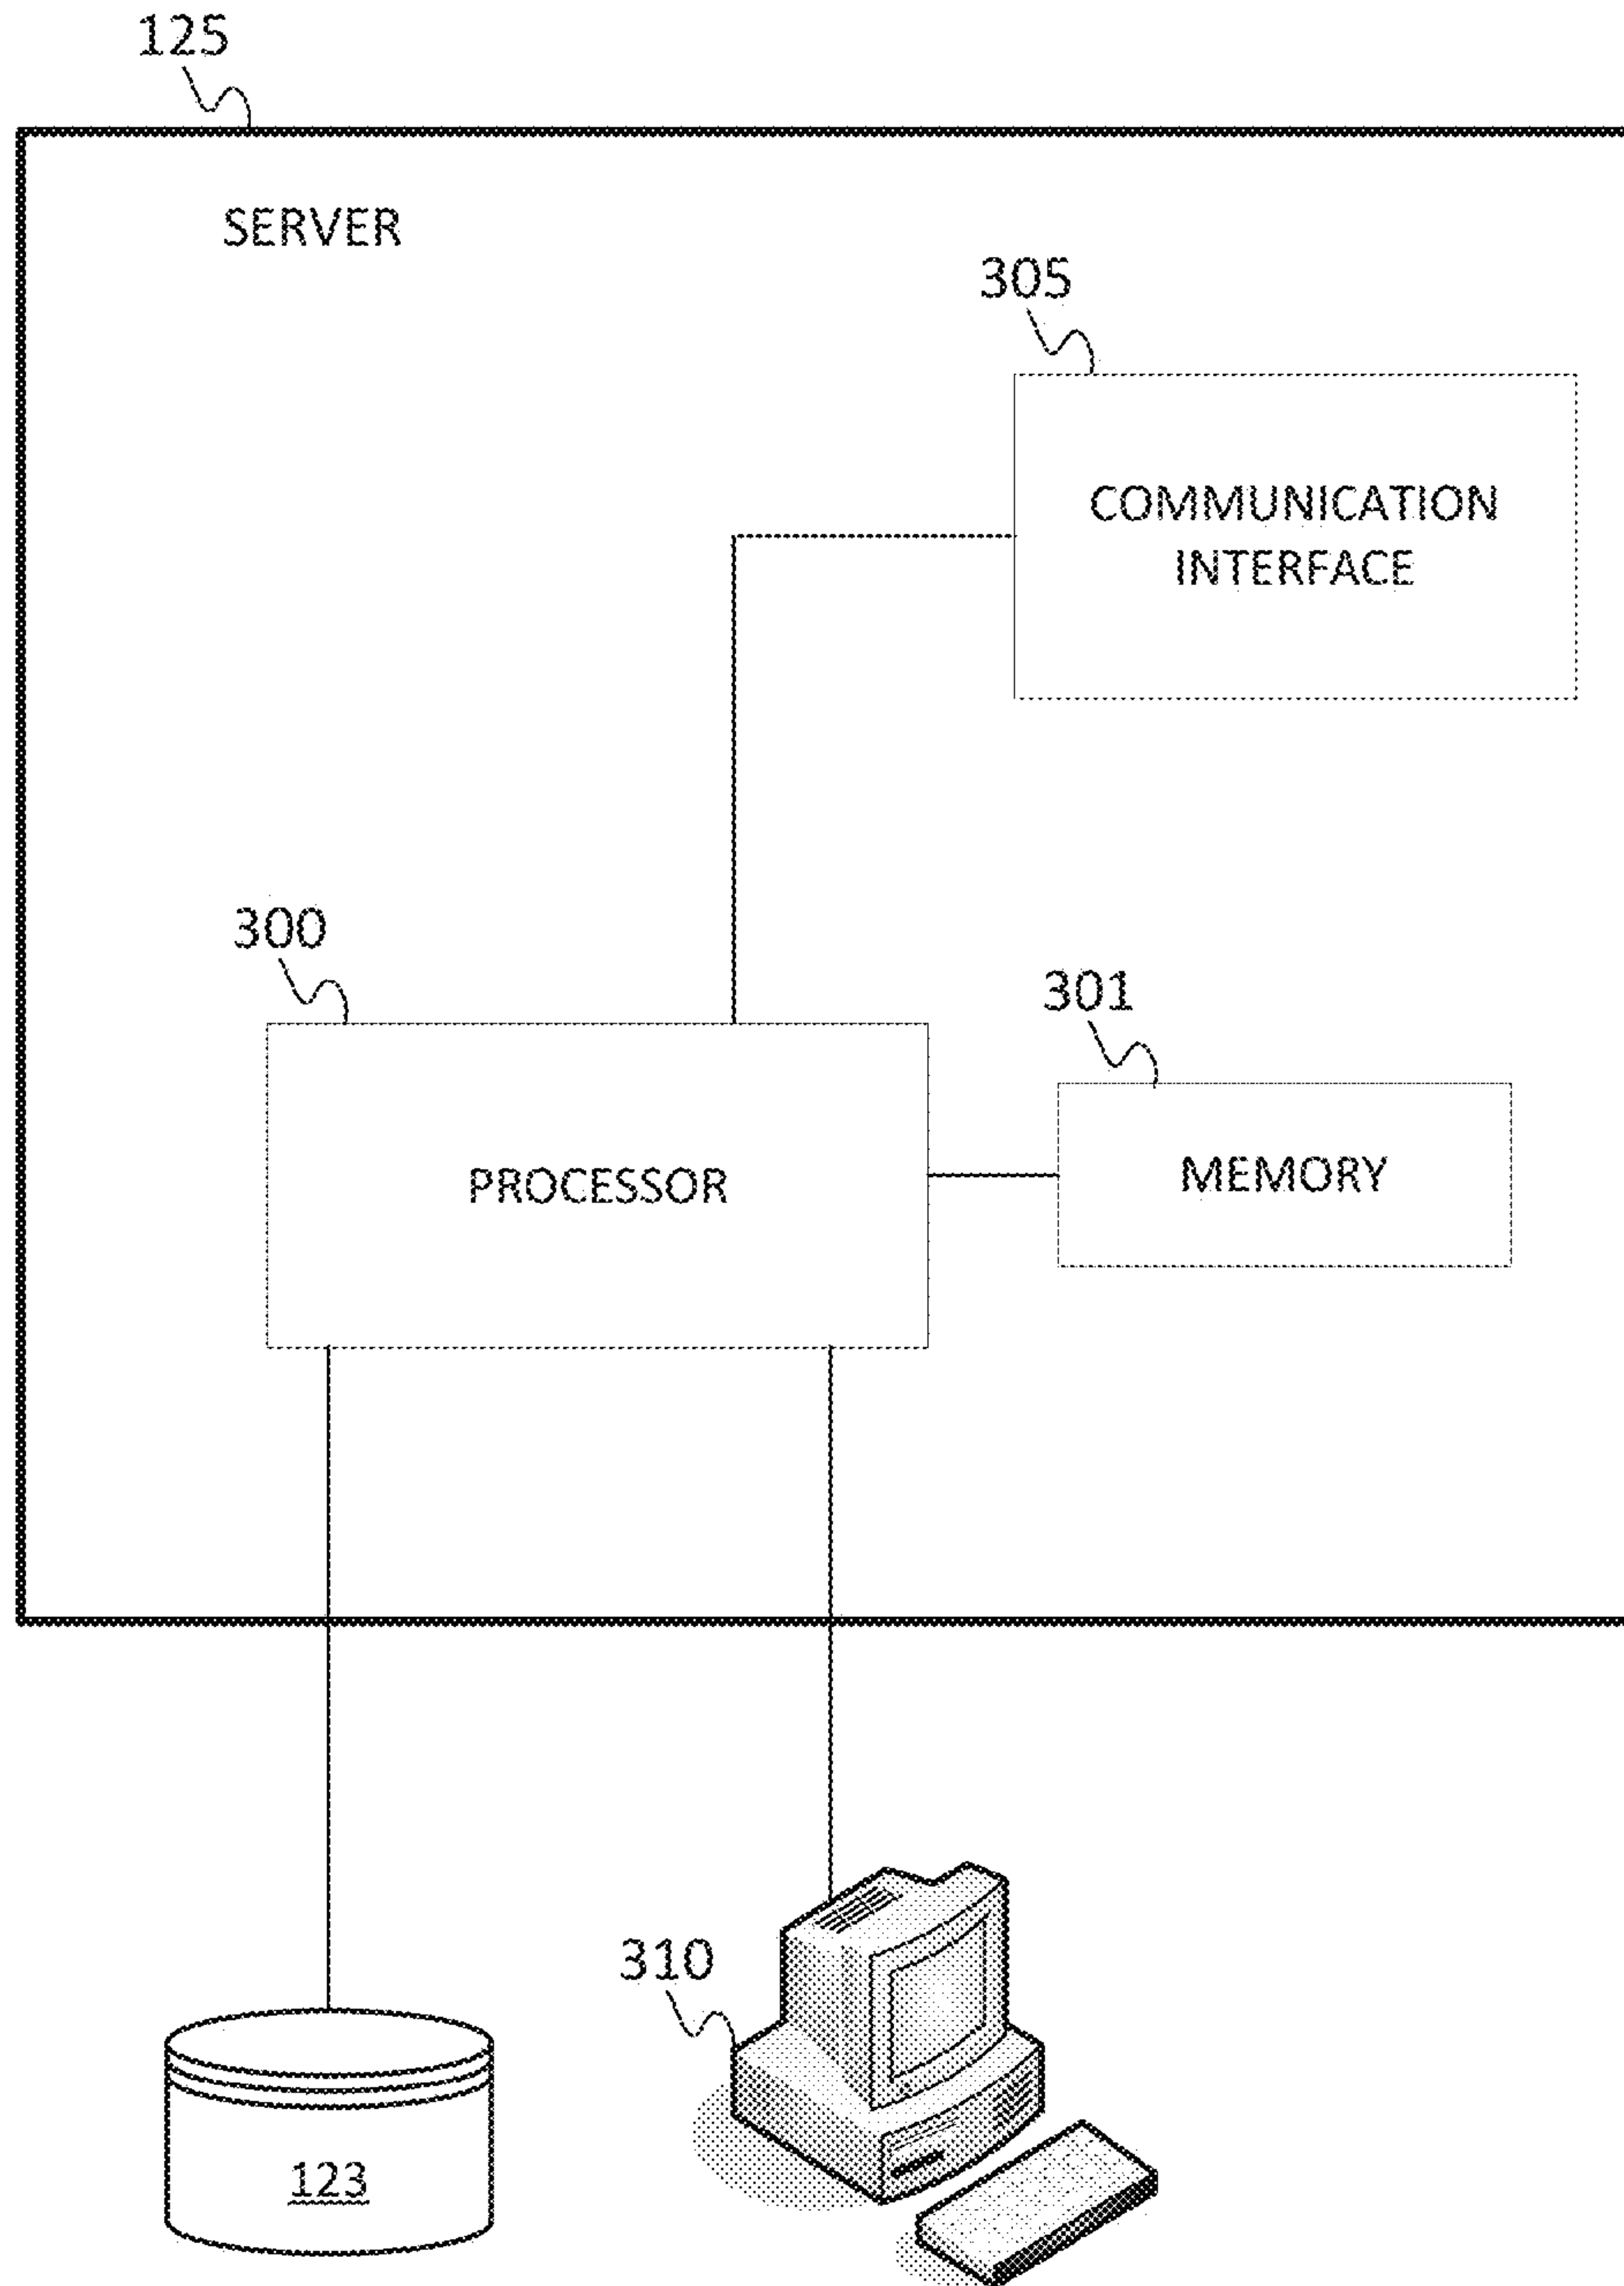 125
SERVER
305
COMMUNICATION
INTERFACE
300
301
PROCESSOR
MEMORY
310
123